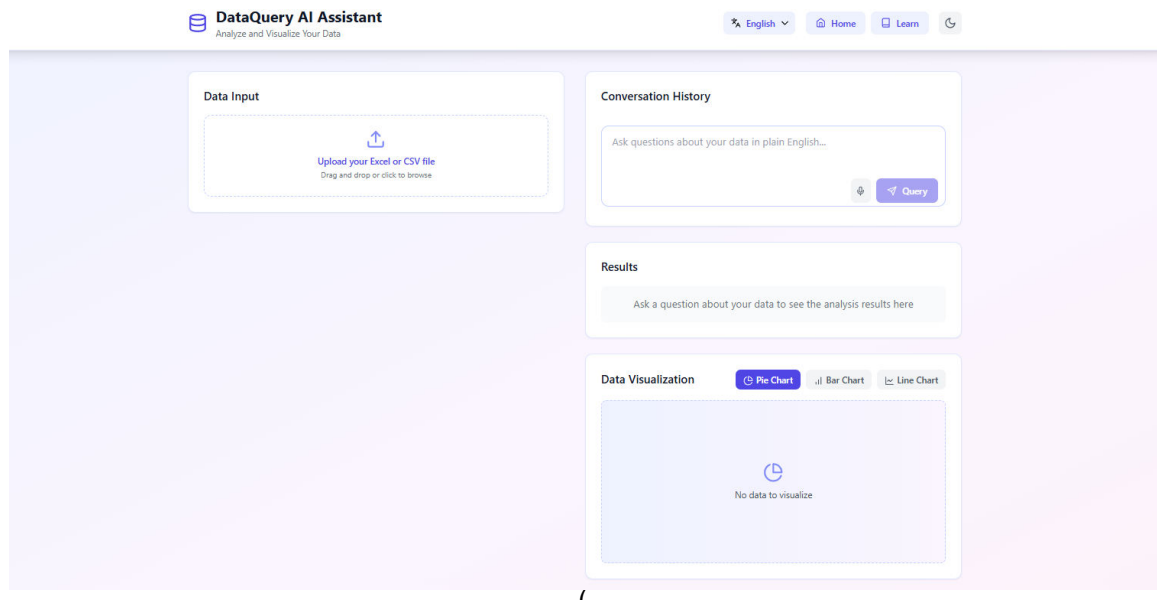 DataQuery AI Assistant
Analyze and Visualize Your Data
English
Home
Learn
Data Input
Upload your Excel or CSV file
Drag and drop or click to browse
Conversation History
Ask questions about your data in plain English...
Query
Results
Ask a question about your data to see the analysis results here
Data Visualization
Pie Chart
Bar Chart
Line Chart
No data to visualize
(